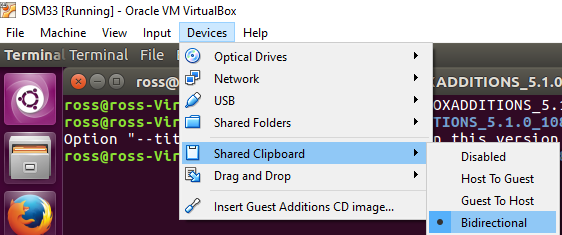 DSM33 [Running] - Oracle VM VirtualBox
File Machine View Input Devices Help
Terminal Terminal File
Optical Drives
Network
USB
Shared Folders
Shared Clipboard
Drag and Drop
Insert Guest Additions CD image...
Disabled
Host To Guest
Guest To Host
Bidirectional
ross@ OXADDITIONS_5.1.
ross@ross-Vir OXADDITIONS_5.1
ross@ross-Vir TIONS_5.1.0_108
Option "--tit n this version
ross@ross-Vir